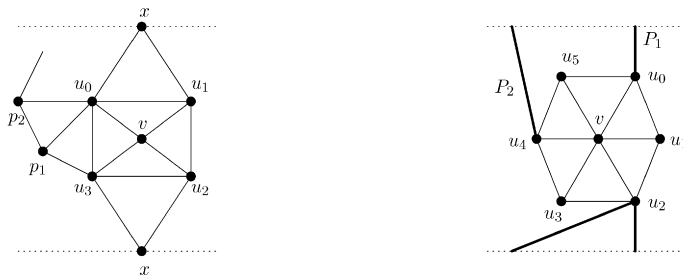 x
u₀
u₁
v
p₂
p₁
u₃
u₂
x
P₁
u₅
u₀
P₂
v
u₄
u
u₃
u₂